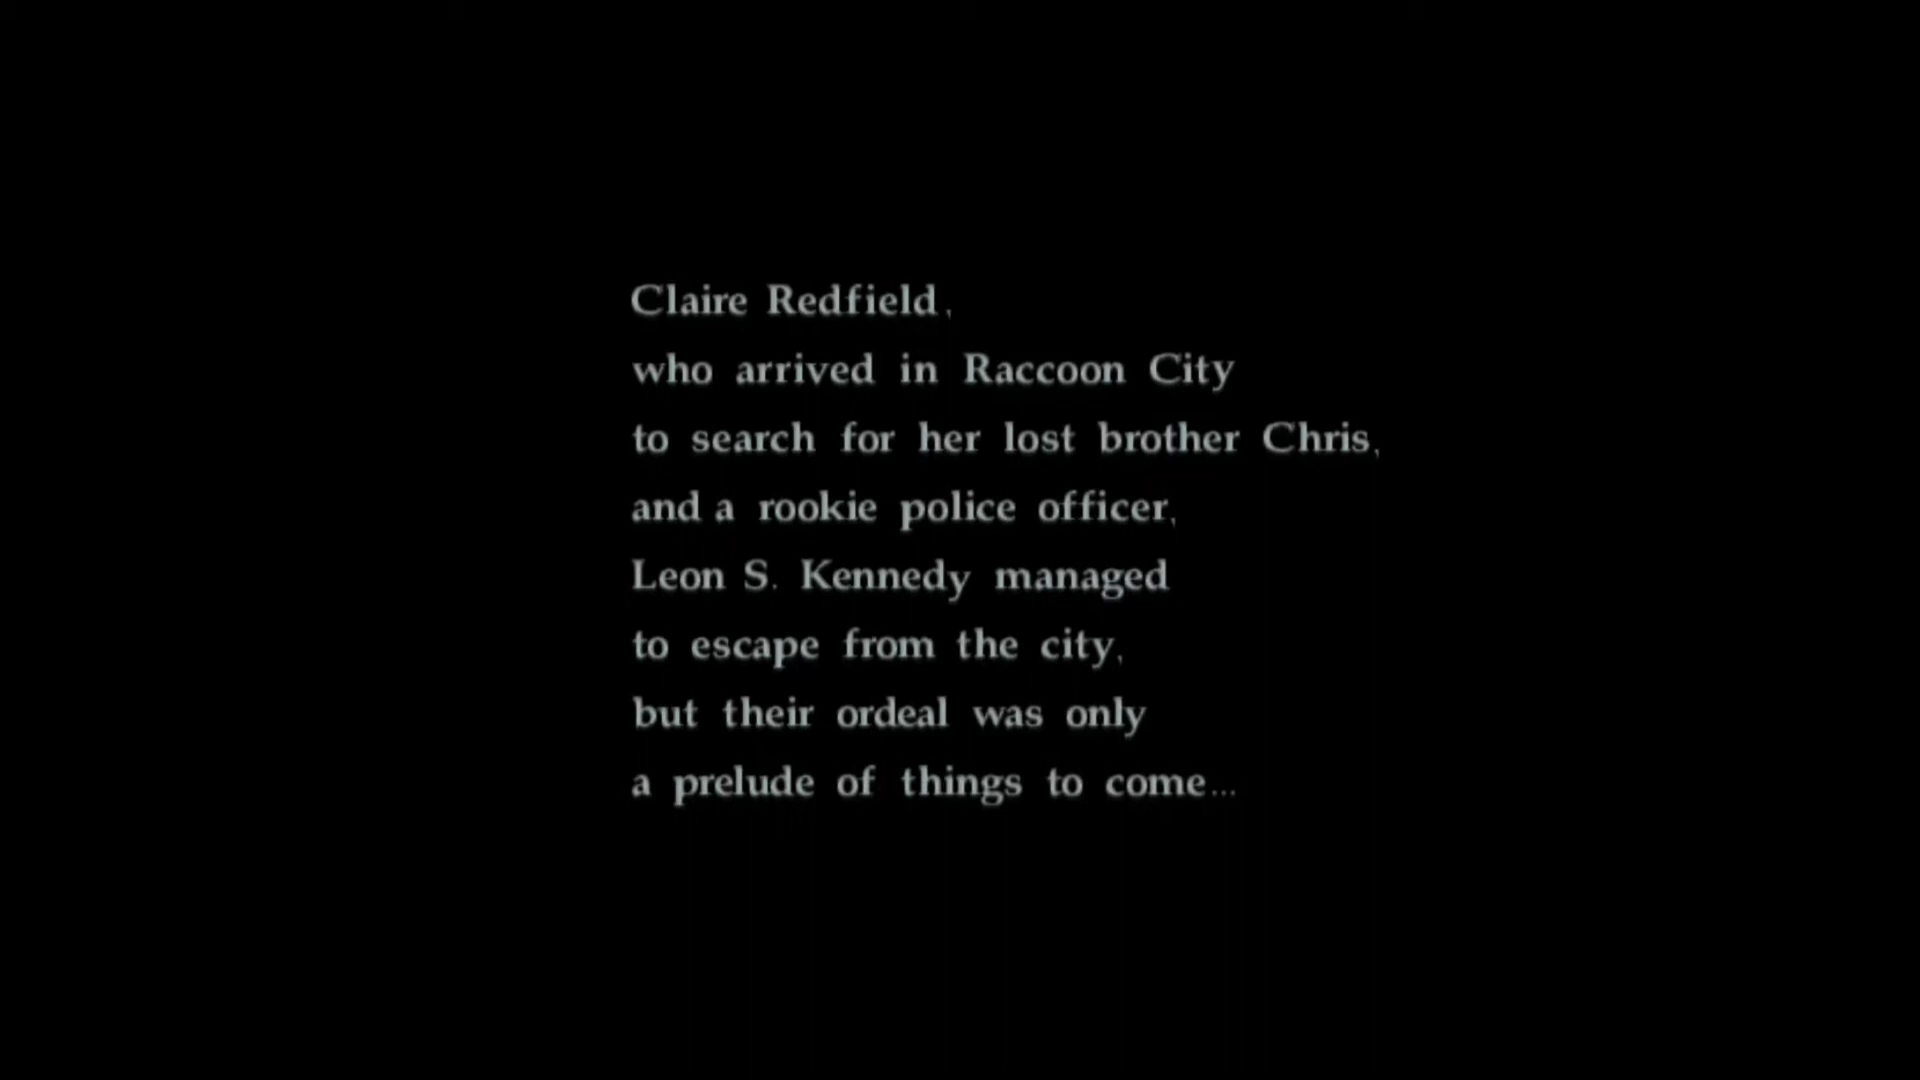 Claire Redfield,
who arrived in Raccoon City
to search for her lost brother Chris,
and a rookie police officer,
Leon S. Kennedy managed
to escape from the city,
but their ordeal was only
a prelude of things to come...